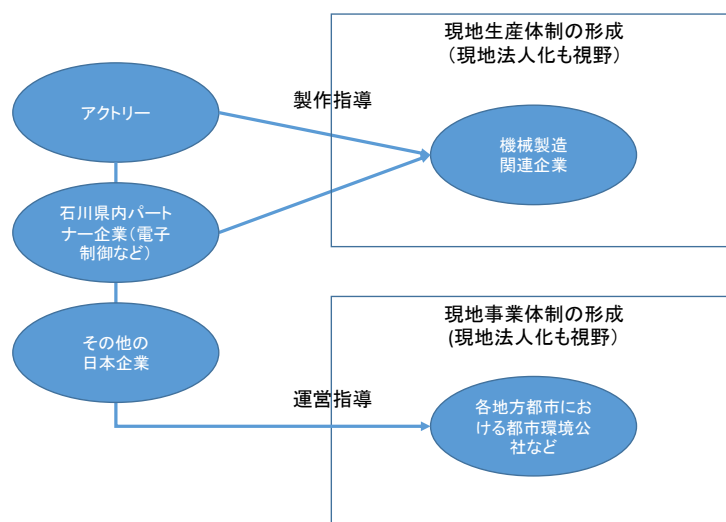 現地生産体制の形成
（現地法人化も視野）
製作指導
アクトリー
機械製造
関連企業
石川県内パート
ナー企業（電子
制御など）
現地事業体制の形成
(現地法人化も視野）
その他の
日本企業
運営指導
各地方都市にお
ける都市環境公
社など